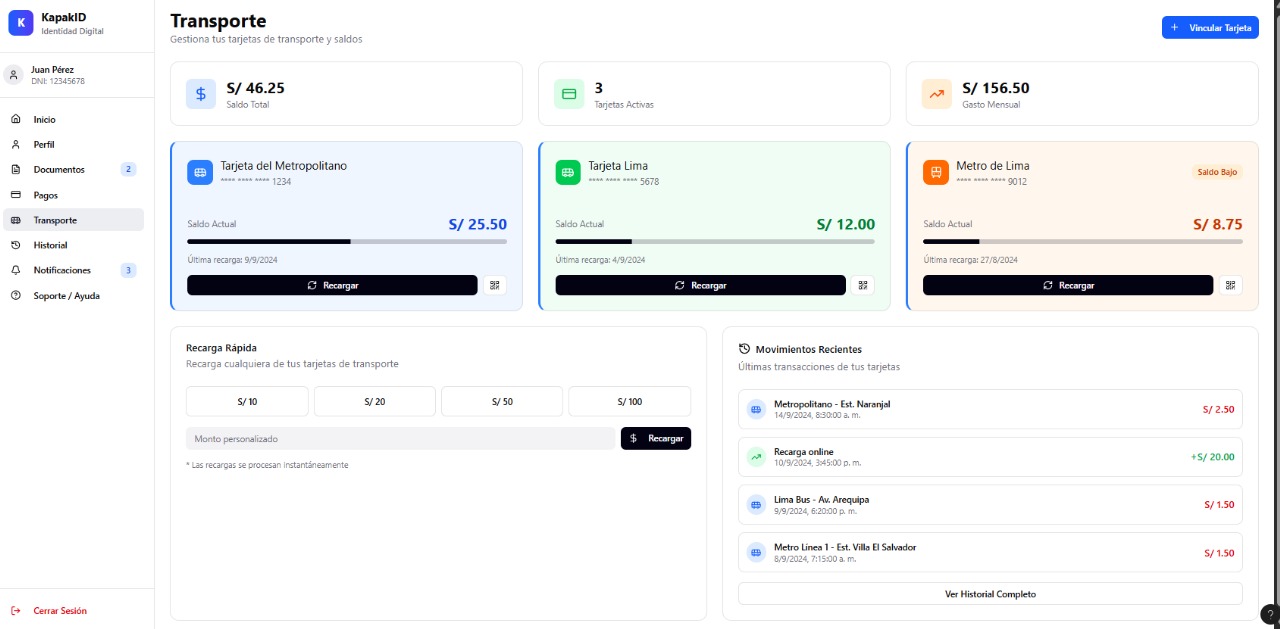 K
KapakID
Identidad Digital
Juan Pérez
DNI: 12345678
Inicio
Perfil
Documentos 2
Pagos
Transporte
Historial
Notificaciones 3
Soporte / Ayuda
Cerrar Sesión
Transporte
Gestiona tus tarjetas de transporte y saldos
+ Vincular Tarjeta
S/ 46.25
Saldo Total
3
Tarjetas Activas
S/ 156.50
Gasto Mensual
Tarjeta del Metropolitano
**** **** **** 1234
Saldo Actual S/ 25.50
Última recarga: 9/9/2024
Recargar
Tarjeta Lima
**** **** **** 5678
Saldo Actual S/ 12.00
Última recarga: 4/9/2024
Recargar
Metro de Lima
**** **** **** 9012
Saldo Bajo
Saldo Actual S/ 8.75
Última recarga: 27/8/2024
Recargar
Recarga Rápida
Recarga cualquiera de tus tarjetas de transporte
S/ 10 S/ 20 S/ 50 S/ 100
Monto personalizado $ Recargar
* Las recargas se procesan instantáneamente
Movimientos Recientes
Últimas transacciones de tus tarjetas
Metropolitano - Est. Naranjal
14/9/2024, 8:30:00 a. m.
S/ 2.50
Recarga online
10/9/2024, 3:45:00 p. m.
+S/ 20.00
Lima Bus - Av. Arequipa
9/9/2024, 6:20:00 p. m.
S/ 1.50
Metro Línea 1 - Est. Villa El Salvador
8/9/2024, 7:15:00 a. m.
S/ 1.50
Ver Historial Completo
?